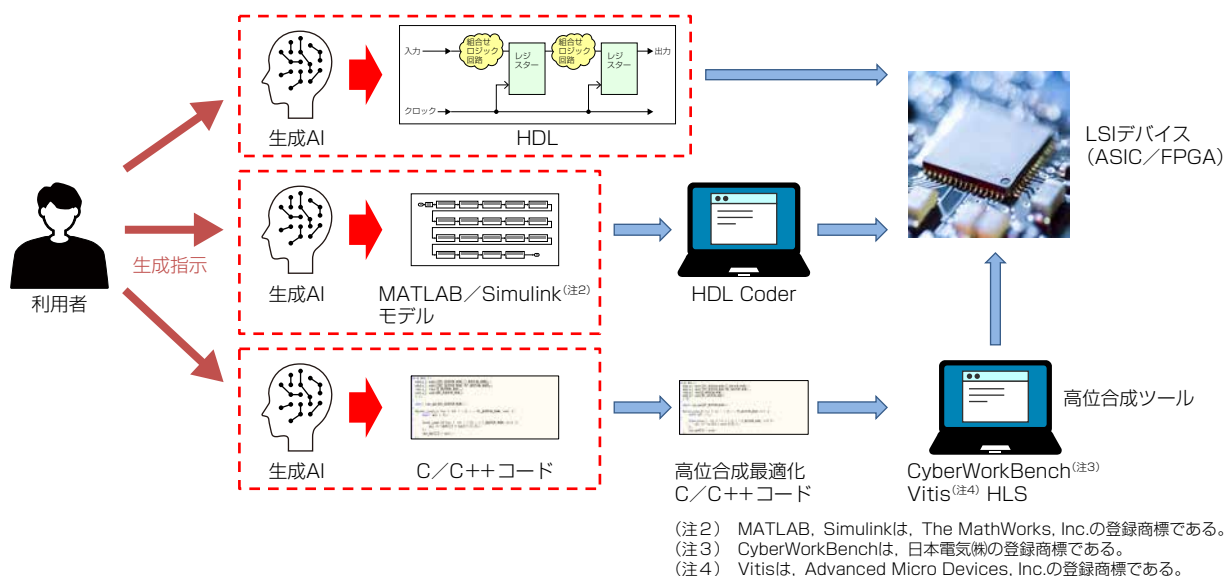 入力
組合せ
ロジック
回路
レジ
スター
組合せ
ロジック
回路
レジ
スター
出力
クロック
生成AI
HDL
LSIデバイス
(ASIC／FPGA)
利用者
生成指示
生成AI
MATLAB／Simulink(注2)
モデル
HDL Coder
生成AI
C／C++コード
高位合成最適化
C／C++コード
高位合成ツール
CyberWorkBench(注3)
Vitis(注4) HLS
(注2) MATLAB, Simulinkは, The MathWorks, Inc.の登録商標である。
(注3) CyberWorkBenchは, 日本電気㈱の登録商標である。
(注4) Vitisは, Advanced Micro Devices, Inc.の登録商標である。